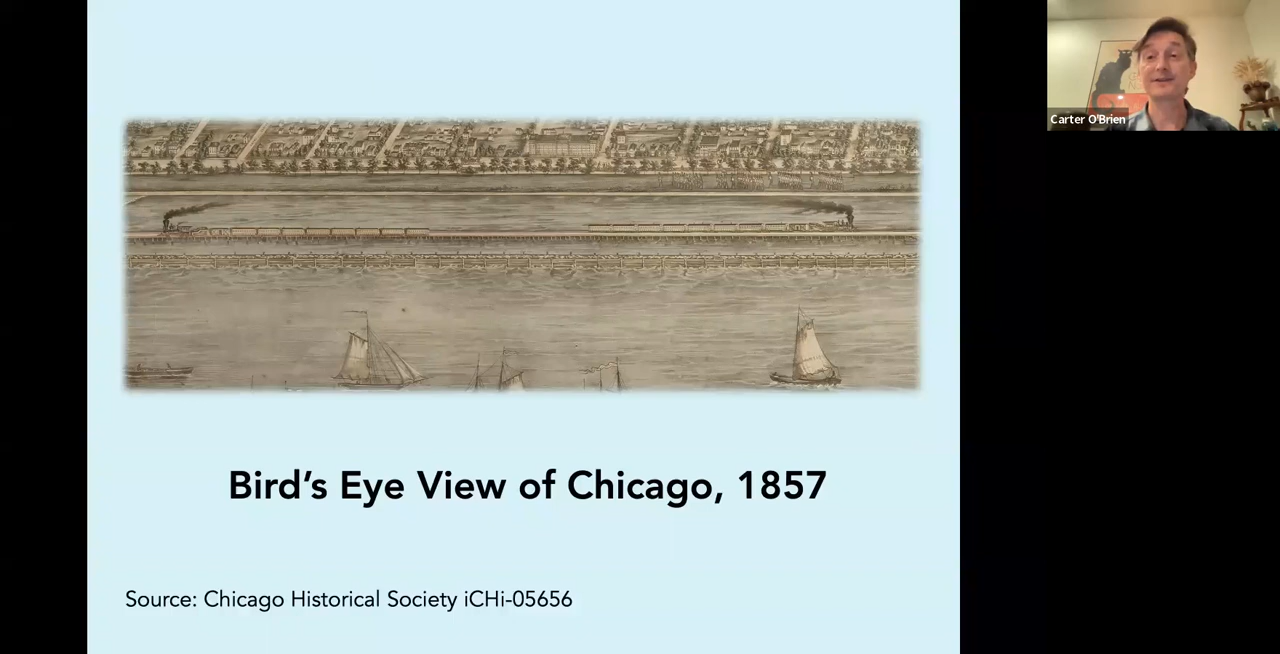 Carter O'Brien
Bird's Eye View of Chicago, 1857
Source: Chicago Historical Society iCHi-05656